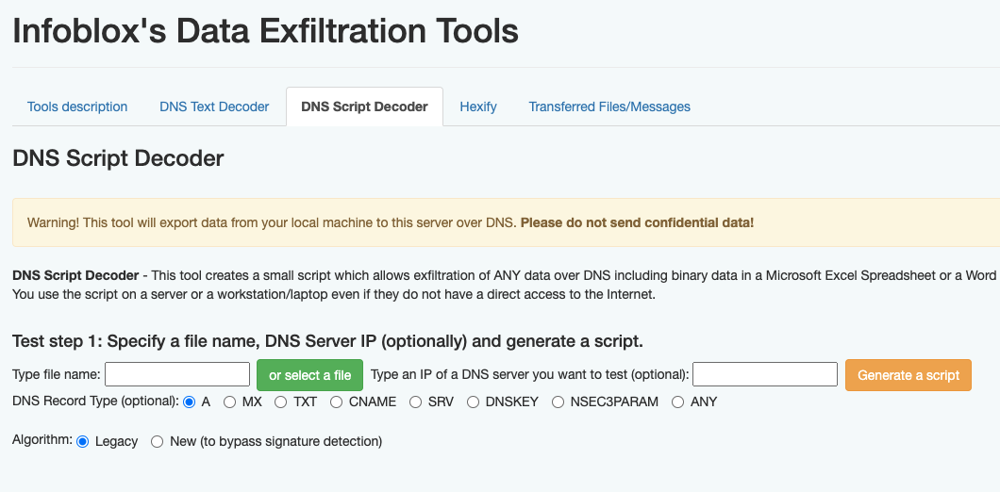 Infoblox's Data Exfiltration Tools
Tools description DNS Text Decoder DNS Script Decoder Hexify Transferred Files/Messages
DNS Script Decoder
Warning! This tool will export data from your local machine to this server over DNS. Please do not send confidential data!
DNS Script Decoder - This tool creates a small script which allows exfiltration of ANY data over DNS including binary data in a Microsoft Excel Spreadsheet or a Word
You use the script on a server or a workstation/laptop even if they do not have a direct access to the Internet.
Test step 1: Specify a file name, DNS Server IP (optionally) and generate a script.
Type file name: or select a file Type an IP of a DNS server you want to test (optional): Generate a script
DNS Record Type (optional): A MX TXT CNAME SRV DNSKEY NSEC3PARAM ANY
Algorithm: Legacy New (to bypass signature detection)